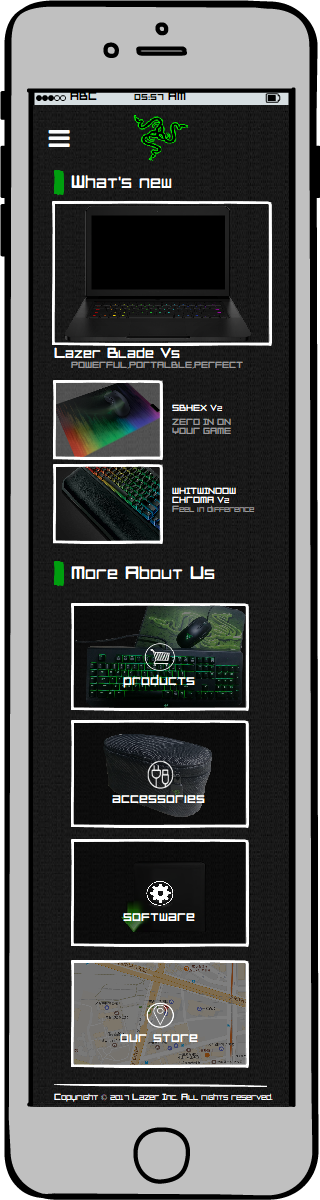 ABC 05:57 AM
What's new
Lazer Blade Vs
POWERFUL,PORTALBLE,PERFECT
SBHEX V2
ZERO IN ON
YOUR GAME
WHITWINDOW
CHROMA V2
Feel in difference
More About Us
products
accessories
software
our store
Copyright © 2017 Lazer Inc. All rights reserved.